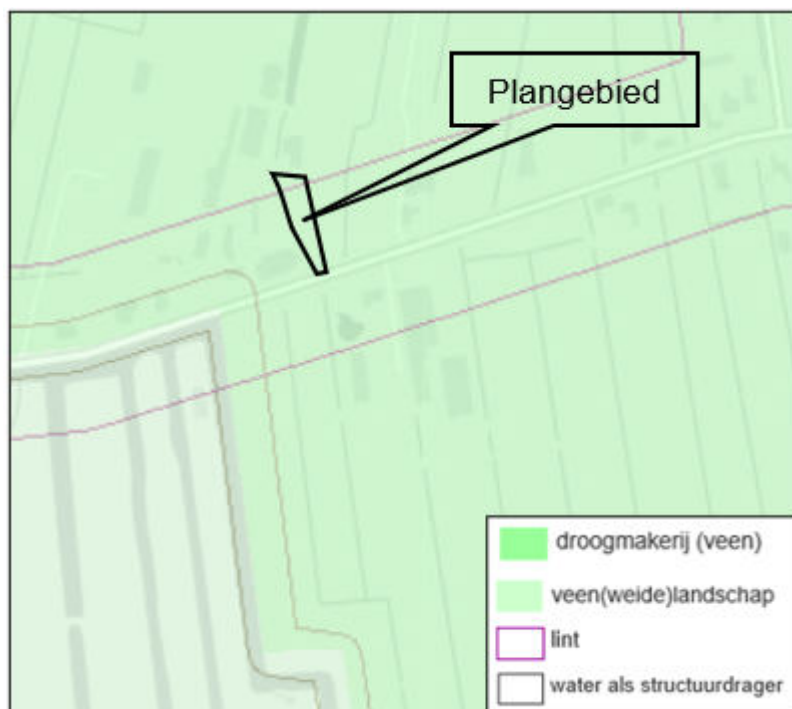 Plangebied
droogmakerij (veen)
veen(weide)landschap
lint
water als structuurdrager